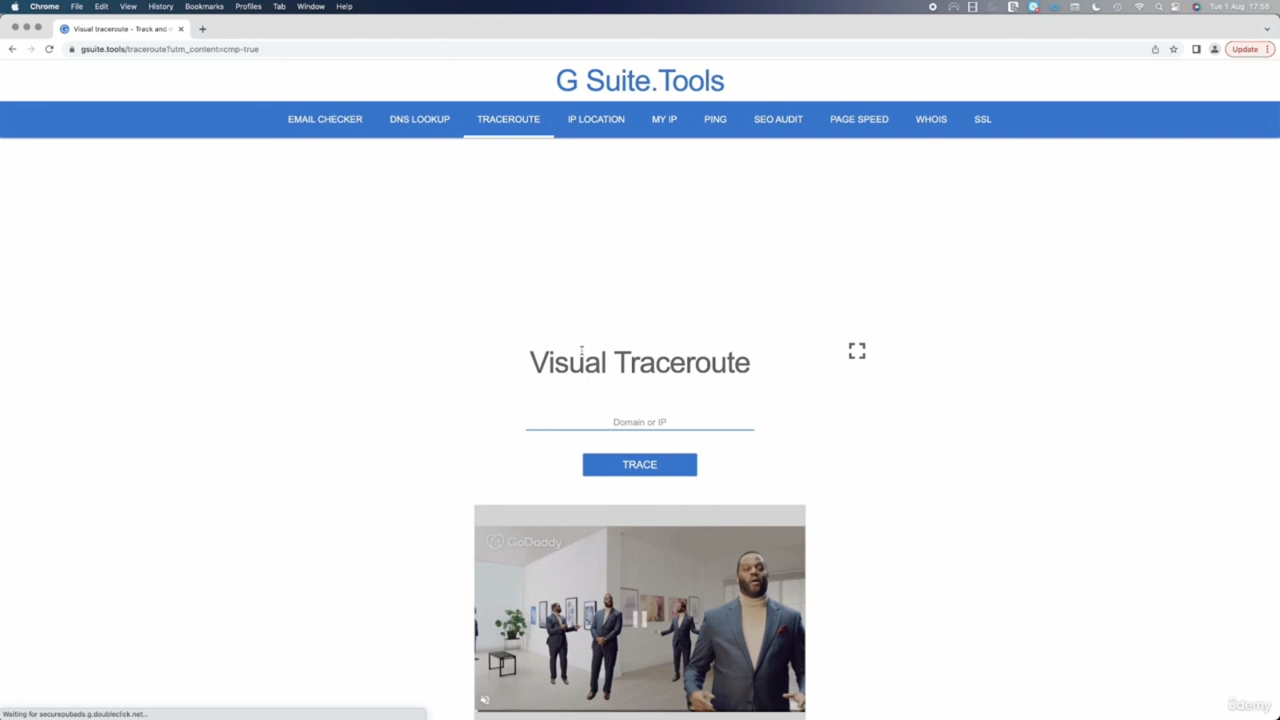 Chrome File Edit View History Bookmarks Profiles Tab Window Help Tue 1 Aug 17:58
Visual traceroute - Track and
gsuite.tools/traceroute?utm_content=cmp-true Update
G Suite.Tools
EMAIL CHECKER DNS LOOKUP TRACEROUTE IP LOCATION MY IP PING SEO AUDIT PAGE SPEED WHOIS SSL
Visual Traceroute
Domain or IP
TRACE
GoDaddy
Waiting for securepubads.g.doubleclick.net...
ûdemy